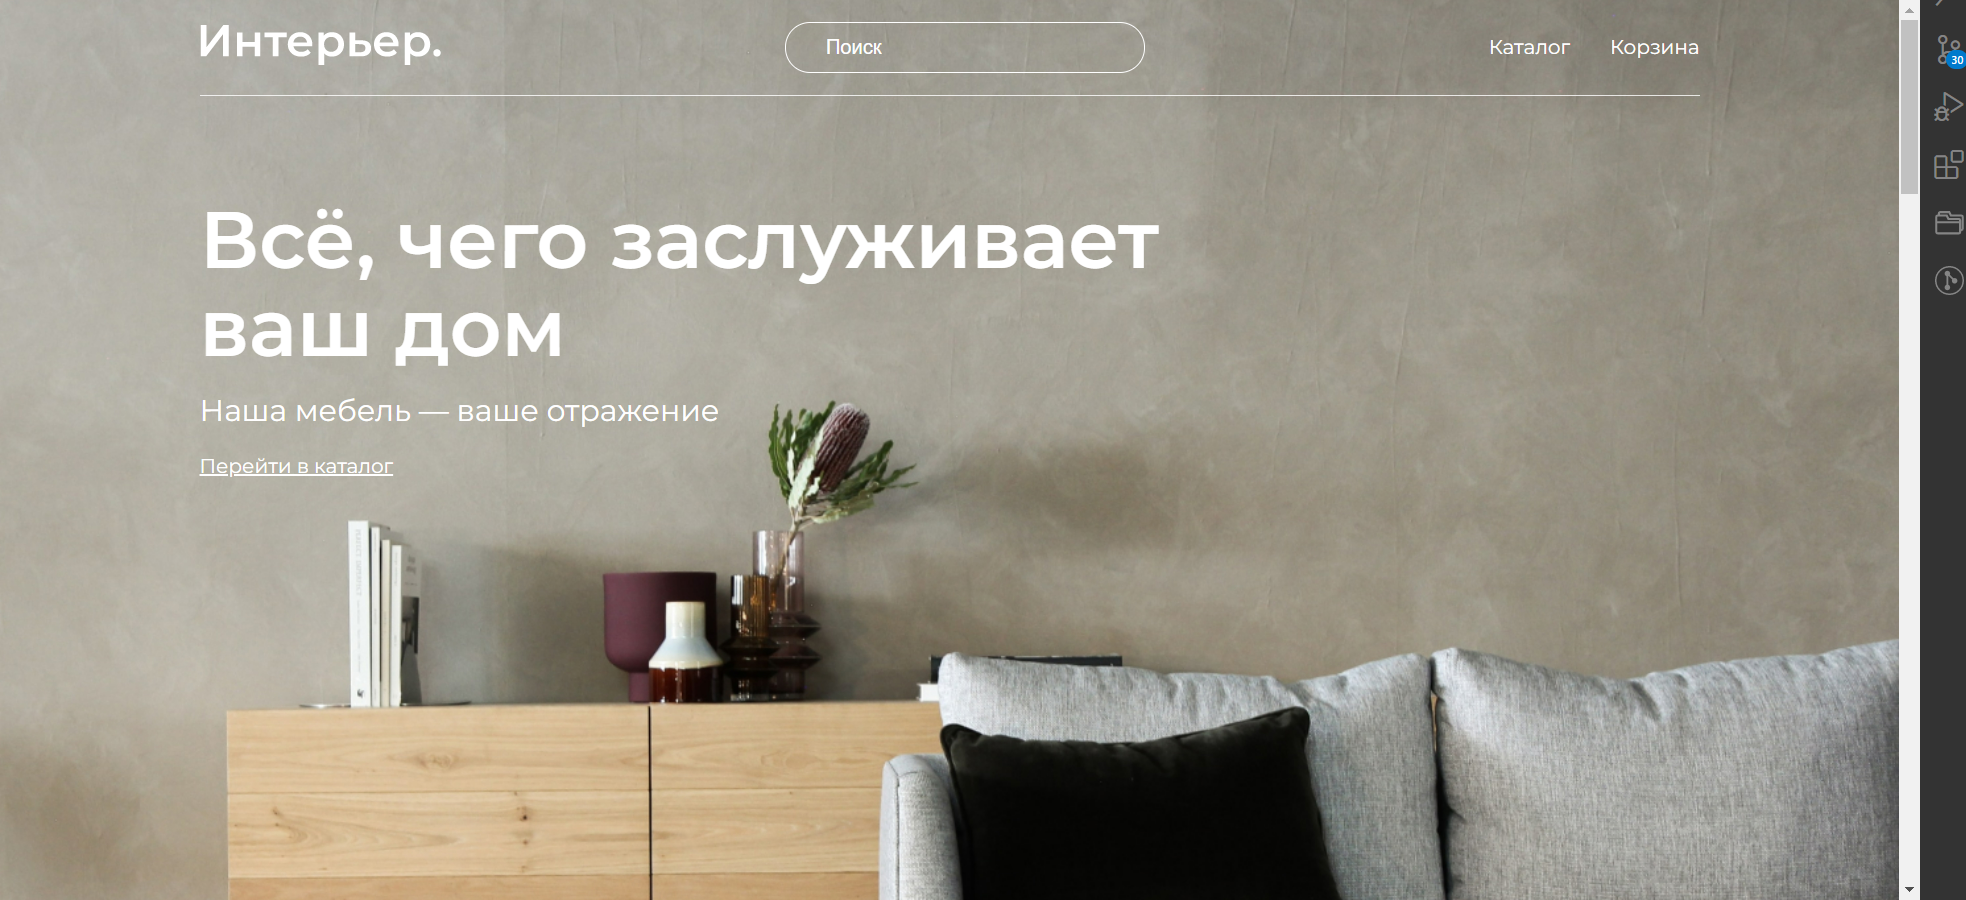 Интерьер.
Поиск
Каталог
Корзина
30
Всё, чего заслуживает
ваш дом
Наша мебель — ваше отражение
Перейти в каталог